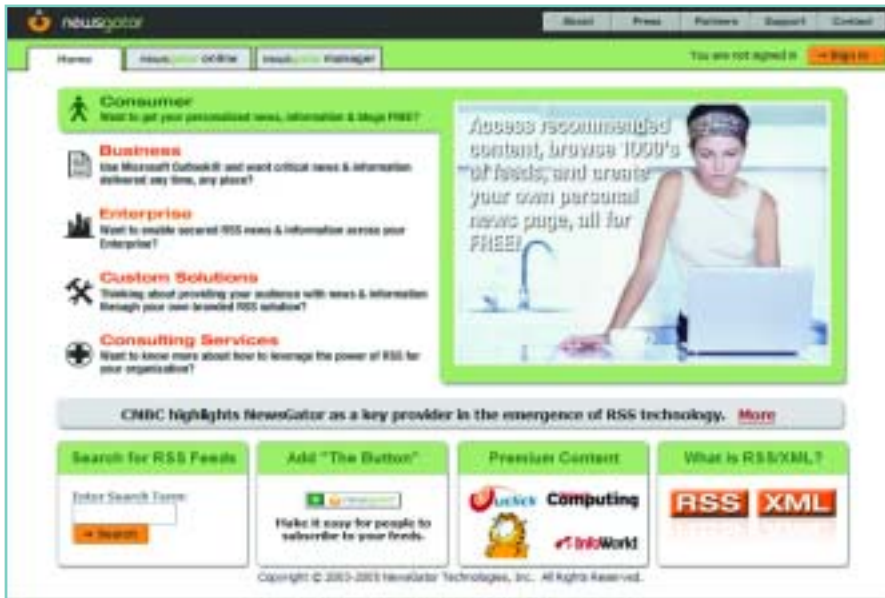 newsgator
About Press Partners Support Contact
Home newsgator online newsgator manager You are not signed in Sign In
Consumer
Want to get your personalized news, information & blogs FREE?
Business
Use Microsoft Outlook® and want critical news & information
delivered any time, any place?
Enterprise
Want to enable secured RSS news & information across your
Enterprise?
Custom Solutions
Thinking about providing your audience with news & information
through your own branded RSS solution?
Consulting Services
Want to know more about how to leverage the power of RSS for
your organization?
Access recommended
content, browse 1000's
of feeds, and create
your own personal
news page, all for
FREE!
CNBC highlights NewsGator as a key provider in the emergence of RSS technology. More
Search for RSS Feeds
Enter Search Term:
Search
Add "The Button"
newsgator
Make it easy for people to
subscribe to your feeds.
Premium Content
uclick Computing
InfoWorld
What is RSS/XML?
RSS XML
Copyright © 2003-2005 NewsGator Technologies, Inc. All Rights Reserved.